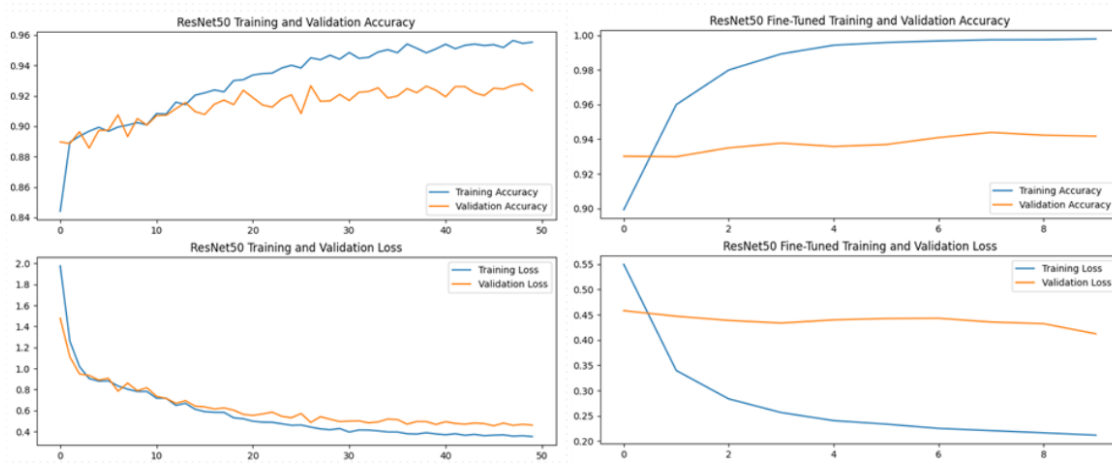 ResNet50 Training and Validation Accuracy
0.96
0.94
0.92
0.90
0.88
0.86
0.84
Training Accuracy
Validation Accuracy
0 10 20 30 40 50
ResNet50 Training and Validation Loss
2.0
1.8
1.6
1.4
1.2
1.0
0.8
0.6
0.4
Training Loss
Validation Loss
0 10 20 30 40 50
ResNet50 Fine-Tuned Training and Validation Accuracy
1.00
0.98
0.96
0.94
0.92
0.90
Training Accuracy
Validation Accuracy
0 2 4 6 8
ResNet50 Fine-Tuned Training and Validation Loss
0.55
0.50
0.45
0.40
0.35
0.30
0.25
0.20
Training Loss
Validation Loss
0 2 4 6 8